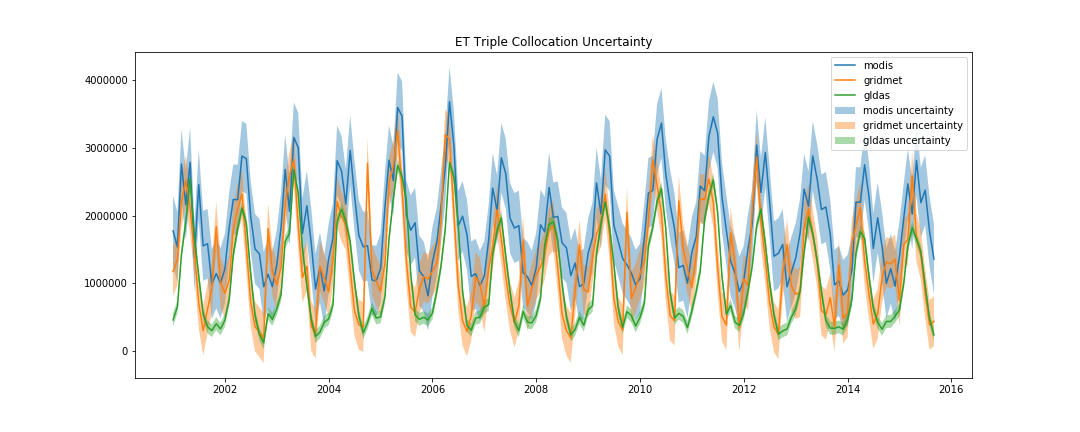 ET Triple Collocation Uncertainty
4000000
3000000
2000000
1000000
0
modis
gridmet
gldas
modis uncertainty
gridmet uncertainty
gldas uncertainty
2002 2004 2006 2008 2010 2012 2014 2016